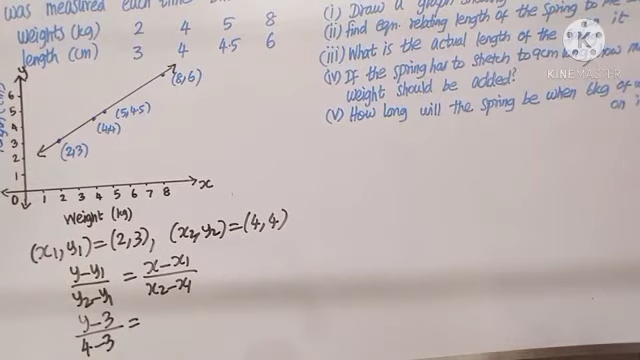 was measured each time
weights (kg) 2 4 5 8
length (cm) 3 4 4.5 6
(i) Draw a graph
(ii) find eqn. relating length of the spring to
(iii) What is the actual length of the
(iv) If the spring has to stretch to 9cm
weight should be added?
(v) How long will the spring be when 6kg of
on
KINEMASTER
y
6
5
4
3
2
1
0 1 2 3 4 5 6 7 8 x
(8,6)
(5,4.5)
(4,4)
(2,3)
Weight (kg)
(x1, y1) = (2,3), (x2, y2) = (4,4)
y-y1 / y2-y1 = x-x1 / x2-x1
y-3 / 4-3 =